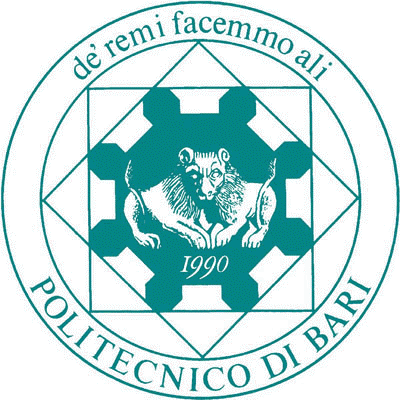 de' remi facemmo ali
1990
POLITECNICO DI BARI